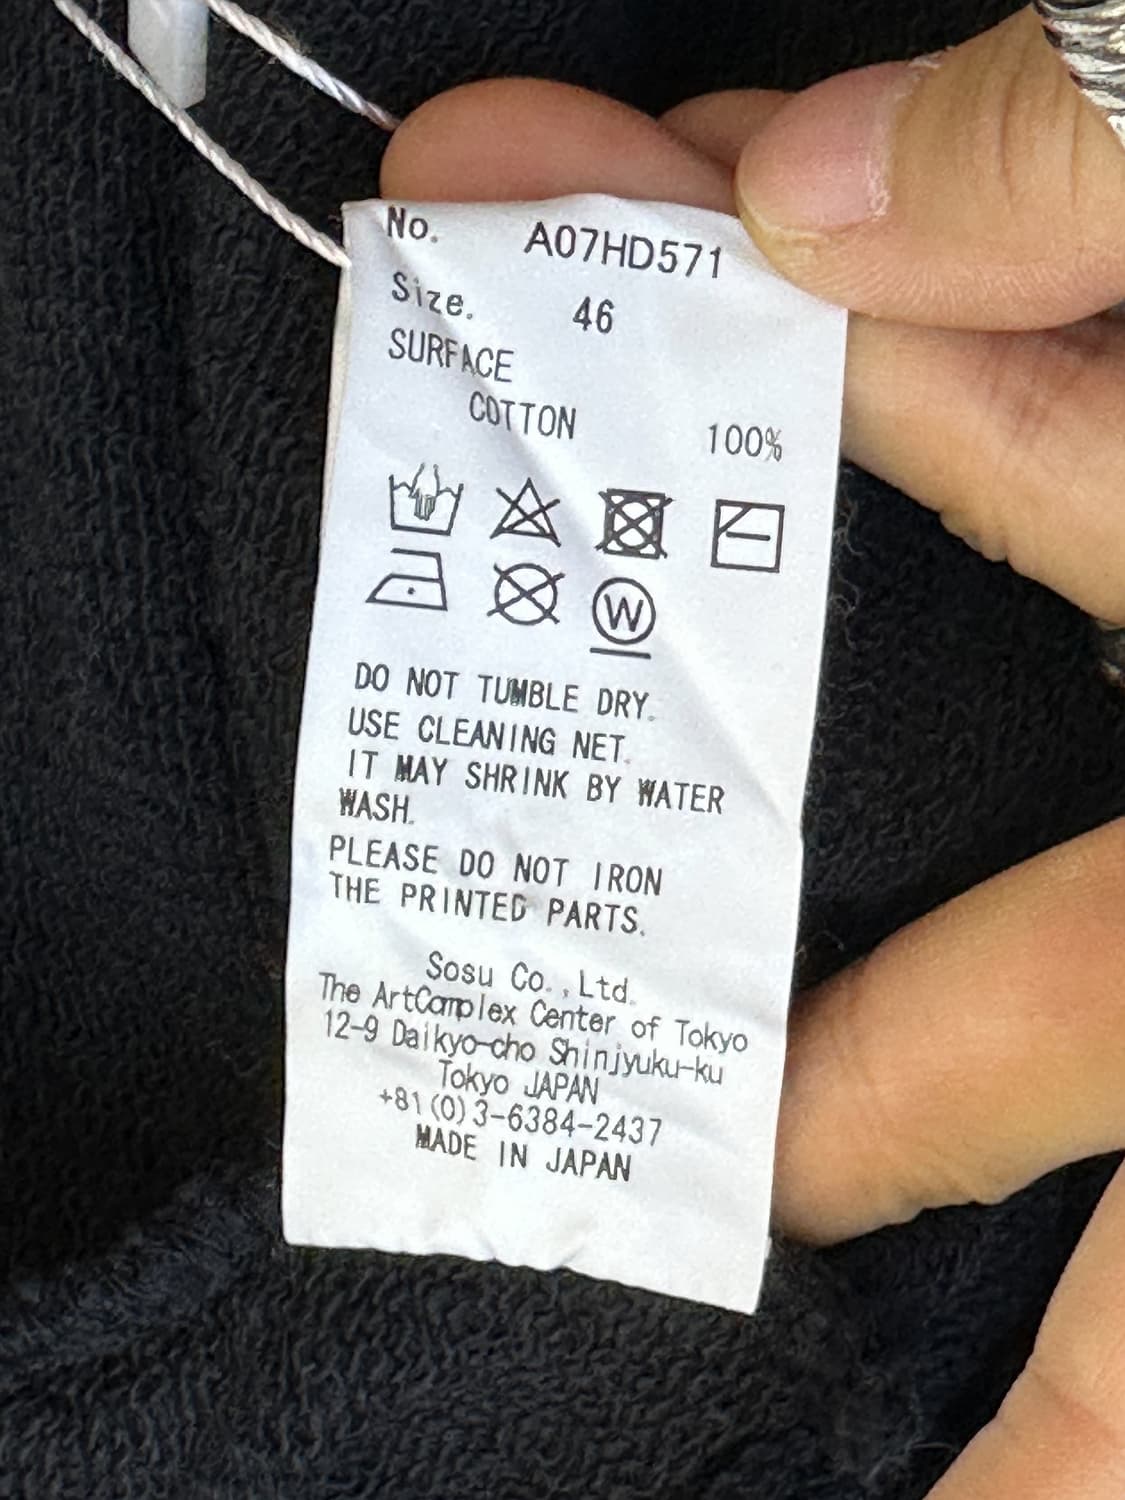 No. A07HD571
Size. 46
SURFACE
COTTON 100%
W
DO NOT TUMBLE DRY.
USE CLEANING NET.
IT MAY SHRINK BY WATER
WASH.
PLEASE DO NOT IRON
THE PRINTED PARTS.
Sosu Co.,Ltd.
The ArtComplex Center of Tokyo
12-9 Daikyo-cho Shinjyuku-ku
Tokyo JAPAN
+81(0)3-6384-2437
MADE IN JAPAN